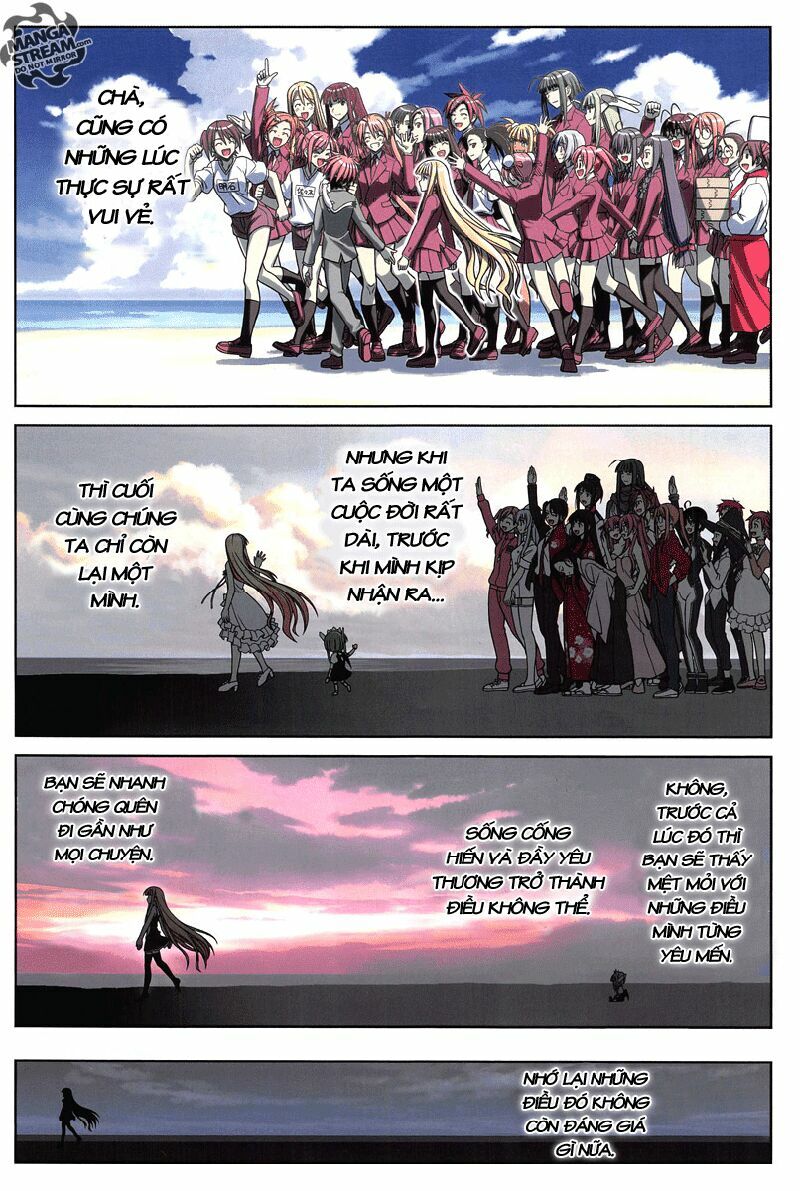 MANGA
STREAM.COM
DO NOT MIRROR
CHÀ,
CŨNG CÓ
NHỮNG LÚC
THỰC SỰ RẤT
VUI VẺ.
NHƯNG KHI
TA SỐNG MỘT
CUỘC ĐỜI RẤT
DÀI, TRƯỚC
KHI MÌNH KỊP
NHẬN RA...
THÌ CUỐI
CÙNG CHÚNG
TA CHỈ CÒN
LẠI MỘT
MÌNH.
KHÔNG,
TRƯỚC CẢ
LÚC ĐÓ THÌ
BẠN SẼ THẤY
MỆT MỎI VỚI
NHỮNG ĐIỀU
MÌNH TỪNG
YÊU MẾN.
SỐNG CỐNG
HIẾN VÀ ĐẦY YÊU
THƯƠNG TRỞ THÀNH
ĐIỀU KHÔNG THỂ.
BẠN SẼ NHANH
CHÓNG QUÊN
ĐI GẦN NHƯ
MỌI CHUYỆN.
NHỚ LẠI NHỮNG
ĐIỀU ĐÓ KHÔNG
CÒN ĐÁNG GIÁ
GÌ NỮA.